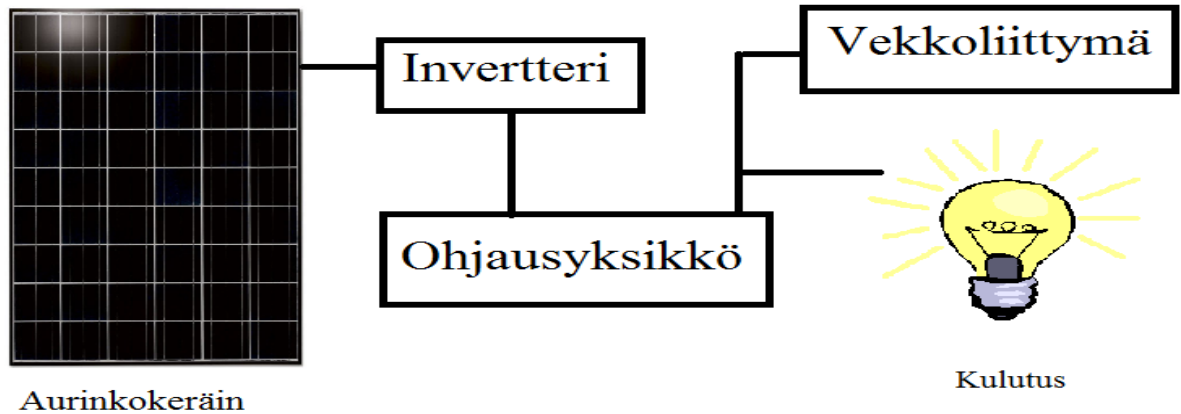 Invertteri
Vekkoliittymä
Ohjausyksikkö
Kulutus
Aurinkokeräin